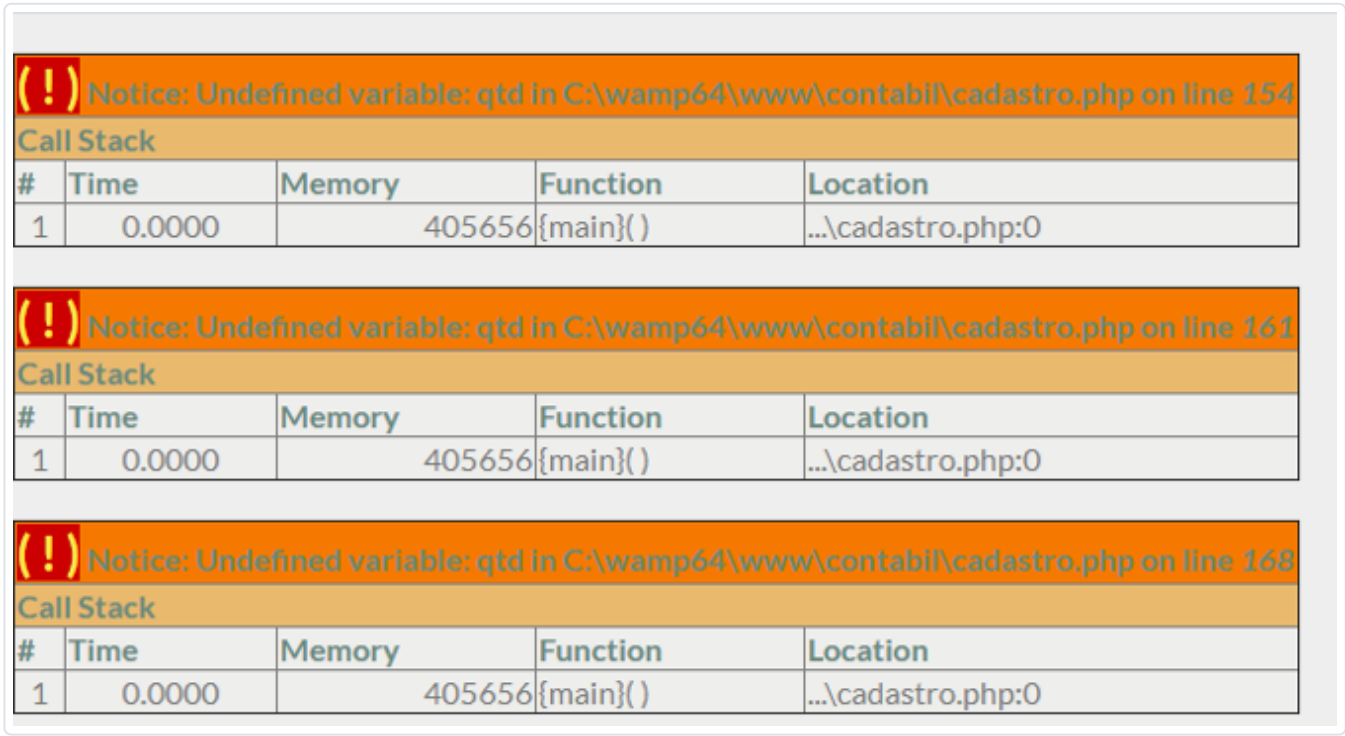 (!) Notice: Undefined variable: qtd in C:\wamp64\www\contabil\cadastro.php on line 154
Call Stack
# Time Memory Function Location
1 0.0000 405656 {main}( ) ...\cadastro.php:0
(!) Notice: Undefined variable: qtd in C:\wamp64\www\contabil\cadastro.php on line 161
Call Stack
# Time Memory Function Location
1 0.0000 405656 {main}( ) ...\cadastro.php:0
(!) Notice: Undefined variable: qtd in C:\wamp64\www\contabil\cadastro.php on line 168
Call Stack
# Time Memory Function Location
1 0.0000 405656 {main}( ) ...\cadastro.php:0